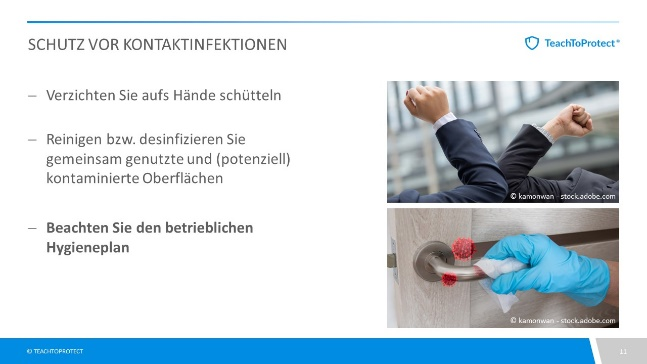 SCHUTZ VOR KONTAKTINFEKTIONEN
TeachToProtect®
– Verzichten Sie aufs Hände schütteln
– Reinigen bzw. desinfizieren Sie
gemeinsam genutzte und (potenziell)
kontaminierte Oberflächen
– Beachten Sie den betrieblichen
Hygieneplan
© kamonwan - stock.adobe.com
© kamonwan - stock.adobe.com
© TEACHTOPROTECT